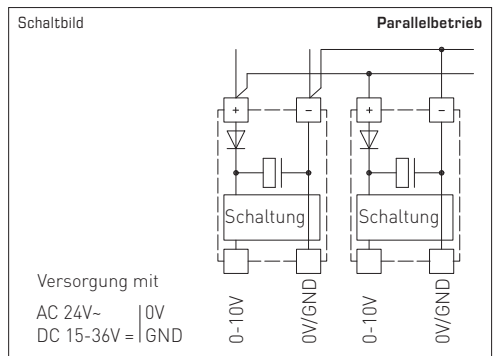 Schaltbild
Parallelbetrieb
+
−
+
−
Schaltung
Schaltung
Versorgung mit
AC 24V~ | 0V
DC 15-36V = | GND
0-10V
0V/GND
0-10V
0V/GND